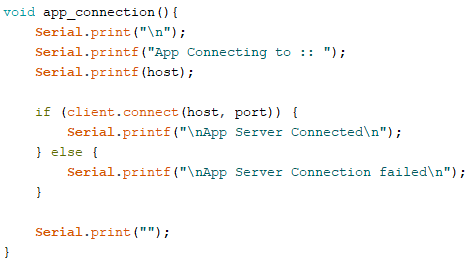 void app_connection(){
    Serial.print("\n");
    Serial.printf("App Connecting to :: ");
    Serial.printf(host);

    if (client.connect(host, port)) {
        Serial.printf("\nApp Server Connected\n");
    } else {
        Serial.printf("\nApp Server Connection failed\n");
    }

    Serial.print("");
}